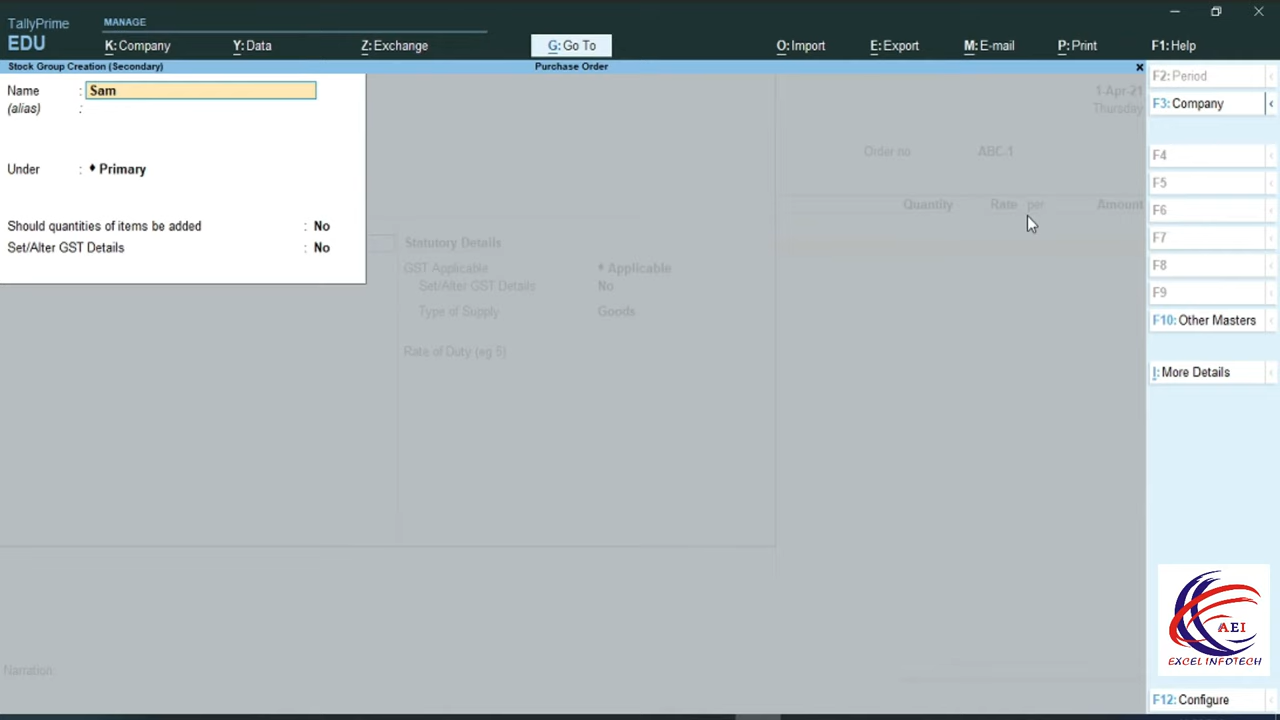 TallyPrime
EDU
MANAGE
K: Company
Y: Data
Z: Exchange
G: Go To
O: Import
E: Export
M: E-mail
P: Print
F1: Help
Stock Group Creation (Secondary)
Purchase Order
Name : Sam
(alias) :
Under : ♦ Primary
Should quantities of items be added : No
Set/Alter GST Details : No
1-Apr-21
Thursday
Order no ABC-1
Quantity Rate per Amount
Statutory Details
GST Applicable ♦ Applicable
Set/Alter GST Details No
Type of Supply Goods
Rate of Duty (eg 5)
Narration:
F2: Period
F3: Company
F4
F5
F6
F7
F8
F9
F10: Other Masters
I: More Details
AEI
EXCEL INFOTECH
F12: Configure